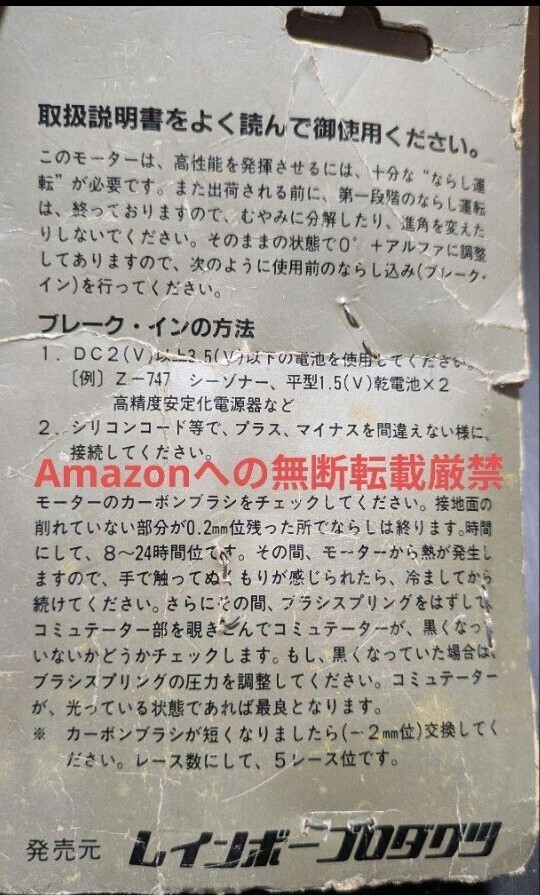 取扱説明書をよく読んで御使用ください。
このモーターは、高性能を発揮させるには、十分な“ならし運
転”が必要です。また出荷される前に、第一段階のならし運転
は、終っておりますので、むやみに分解したり、進角を変えた
りしないでください。そのままの状態で0°+アルファに調整
してありますので、次のように使用前のならし込み(ブレーク・
イン)を行ってください。
ブレーク・インの方法
1. DC2(V)以上3.5(V)以下の電池を使用してください。
〔例〕Z−747 シーゾナー、平型1.5(V)乾電池×2
高精度安定化電源器など
2. シリコンコード等で、プラス、マイナスを間違えない様に、
接続してください。
Amazonへの無断転載厳禁
モーターのカーボンブラシをチェックしてください。接地面の
削れていない部分が0.2mm位残った所でならしは終ります。時間
にして、8〜24時間位です。その間、モーターから熱が発生し
ますので、手で触ってぬくもりが感じられたら、冷ましてから
続けてください。さらにその間、ブラシスプリングをはずして
コミュテーター部を覗きこんでコミュテーターが、黒くなっ
いないかどうかチェックします。もし、黒くなっていた場合は、
ブラシスプリングの圧力を調整してください。コミュテーター
が、光っている状態であれば最良となります。
※ カーボンブラシが短くなりましたら(−2mm位)交換してく
ださい。レース数にして、5レース位です。
発売元 レインボープロダクツ